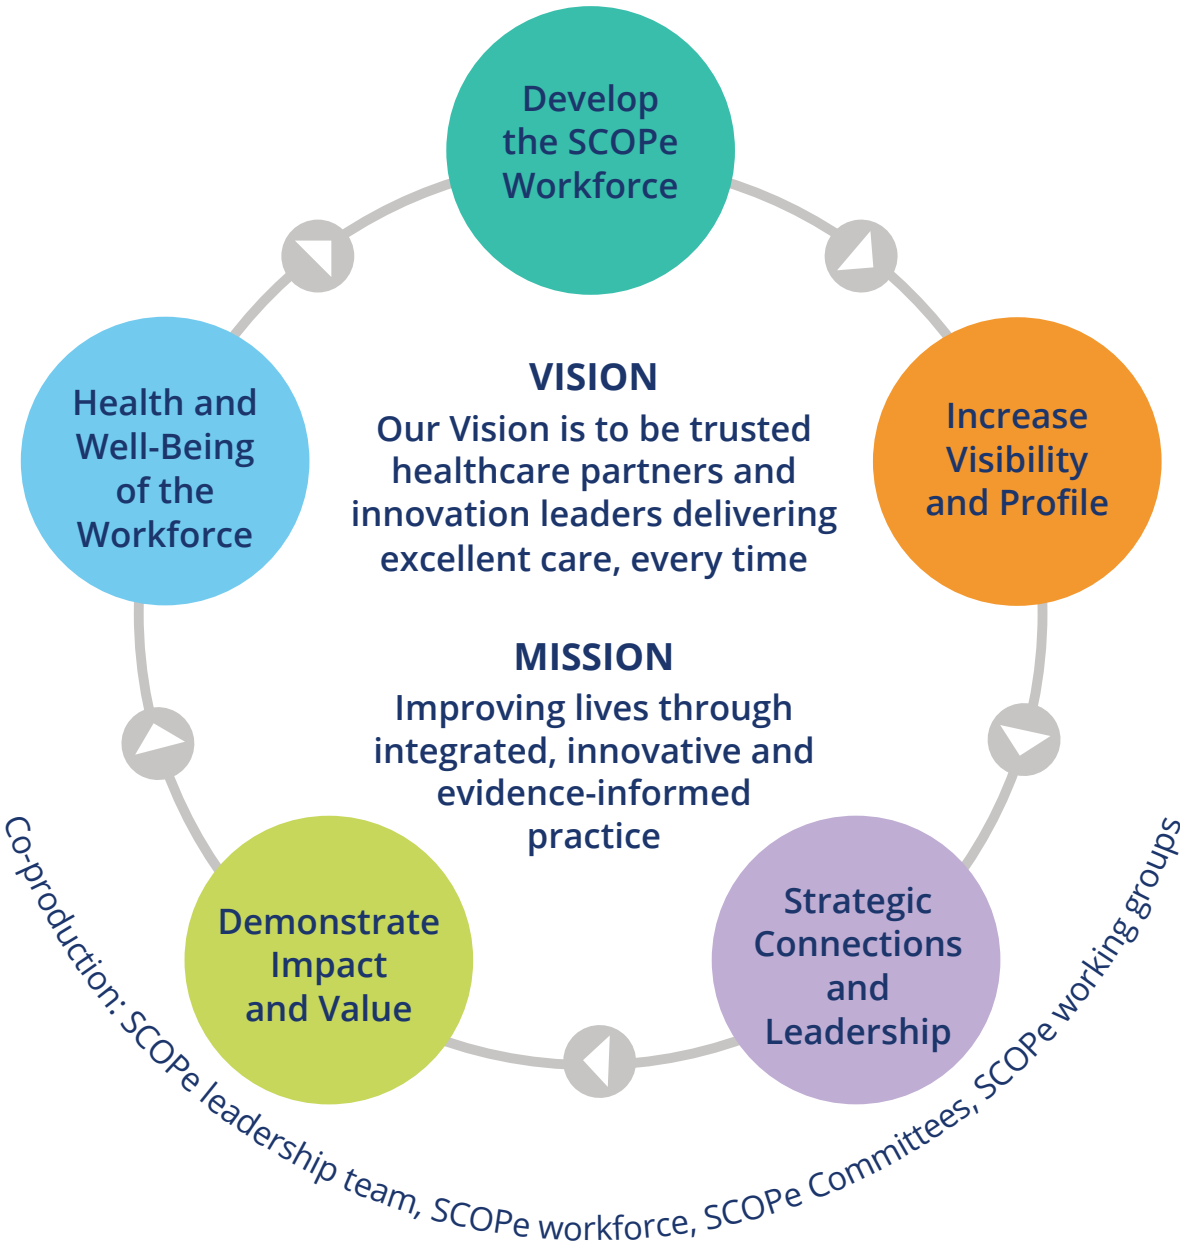 Develop
the SCOPe
Workforce
Health and
Well-Being
of the
Workforce
Increase
Visibility
and Profile
VISION
Our Vision is to be trusted
healthcare partners and
innovation leaders delivering
excellent care, every time
MISSION
Improving lives through
integrated, innovative and
evidence-informed
practice
Demonstrate
Impact
and Value
Strategic
Connections
and
Leadership
Co-production: SCOPe leadership team, SCOPe workforce, SCOPe Committees, SCOPe working groups